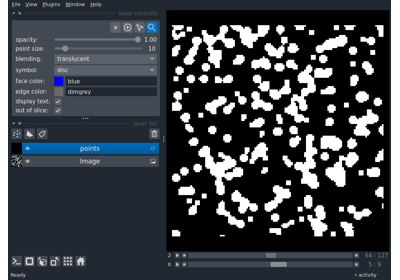 File View Plugins Window Help
layer controls
opacity: 1.00
point size: 10
blending: translucent
symbol: disc
face color: blue
edge color: dimgrey
display text:
out of slice:
layer list
points
Image
2 64 127
0 5 9
Ready activity